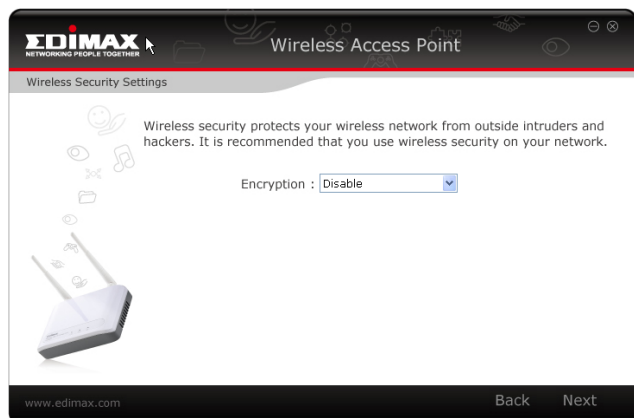 EDIMAX
NETWORKING PEOPLE TOGETHER
Wireless Access Point
Wireless Security Settings
Wireless security protects your wireless network from outside intruders and
hackers. It is recommended that you use wireless security on your network.
Encryption : Disable
www.edimax.com
Back Next